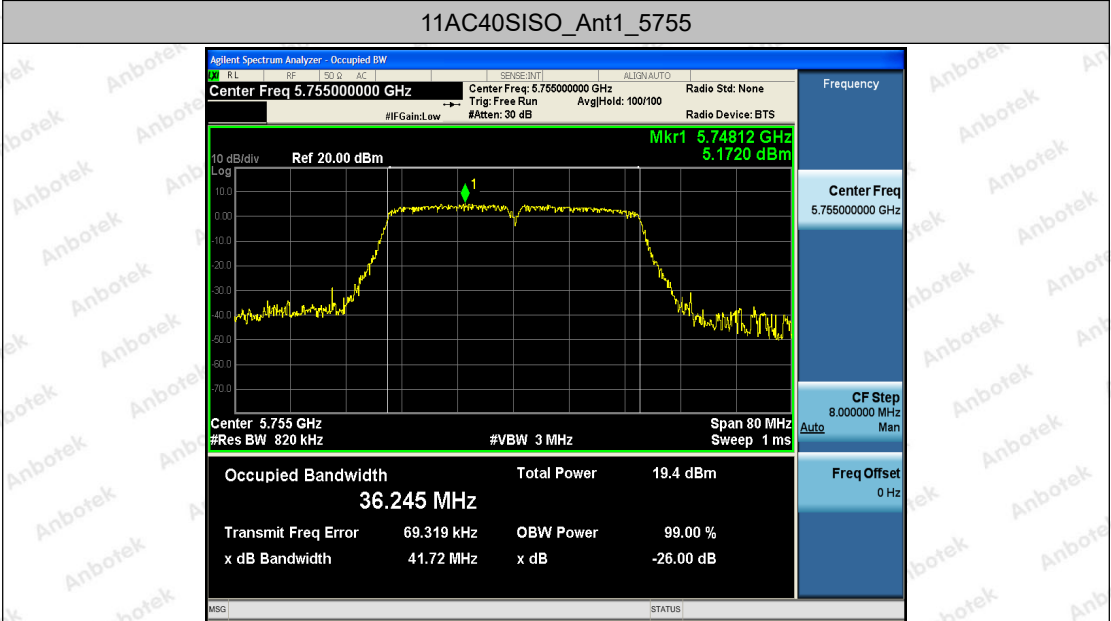 11AC40SISO_Ant1_5755
Agilent Spectrum Analyzer - Occupied BW
RL RF 50 Ω AC SENSE:INT ALIGNAUTO
Center Freq 5.755000000 GHz
Center Freq: 5.755000000 GHz Radio Std: None
Trig: Free Run Avg|Hold: 100/100
#IFGain:Low #Atten: 30 dB Radio Device: BTS
Mkr1 5.74812 GHz
5.1720 dBm
10 dB/div Ref 20.00 dBm
Log
10.0
0.00
-10.0
-20.0
-30.0
-40.0
-50.0
-60.0
-70.0
1
Center 5.755 GHz Span 80 MHz
#Res BW 820 kHz #VBW 3 MHz Sweep 1 ms
Occupied Bandwidth Total Power 19.4 dBm
36.245 MHz
Transmit Freq Error 69.319 kHz OBW Power 99.00 %
x dB Bandwidth 41.72 MHz x dB -26.00 dB
MSG STATUS
Frequency
Center Freq
5.755000000 GHz
CF Step
8.000000 MHz
Auto Man
Freq Offset
0 Hz
Anbotek